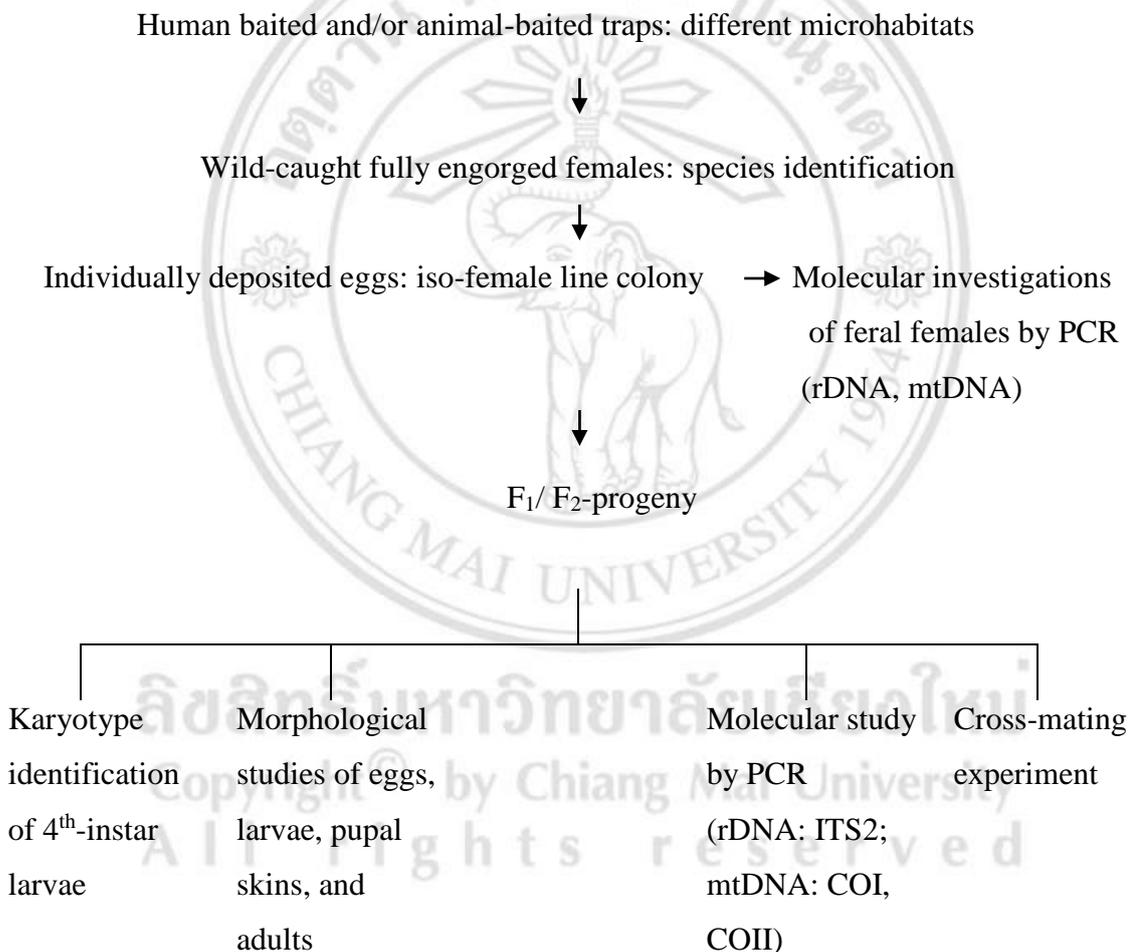 Human baited and/or animal-baited traps: different microhabitats
Wild-caught fully engorged females: species identification
Individually deposited eggs: iso-female line colony
Molecular investigations
of feral females by PCR
(rDNA, mtDNA)
F₁/ F₂-progeny
Karyotype
identification
of 4ᵗʰ-instar
larvae
Morphological
studies of eggs,
larvae, pupal
skins, and
adults
Molecular study
by PCR
(rDNA: ITS2;
mtDNA: COI,
COII)
Cross-mating
experiment
CHIANG MAI UNIVERSITY 1964
ลิขสิทธิ์มหาวิทยาลัยเชียงใหม่
Copyright© by Chiang Mai University
All rights reserved